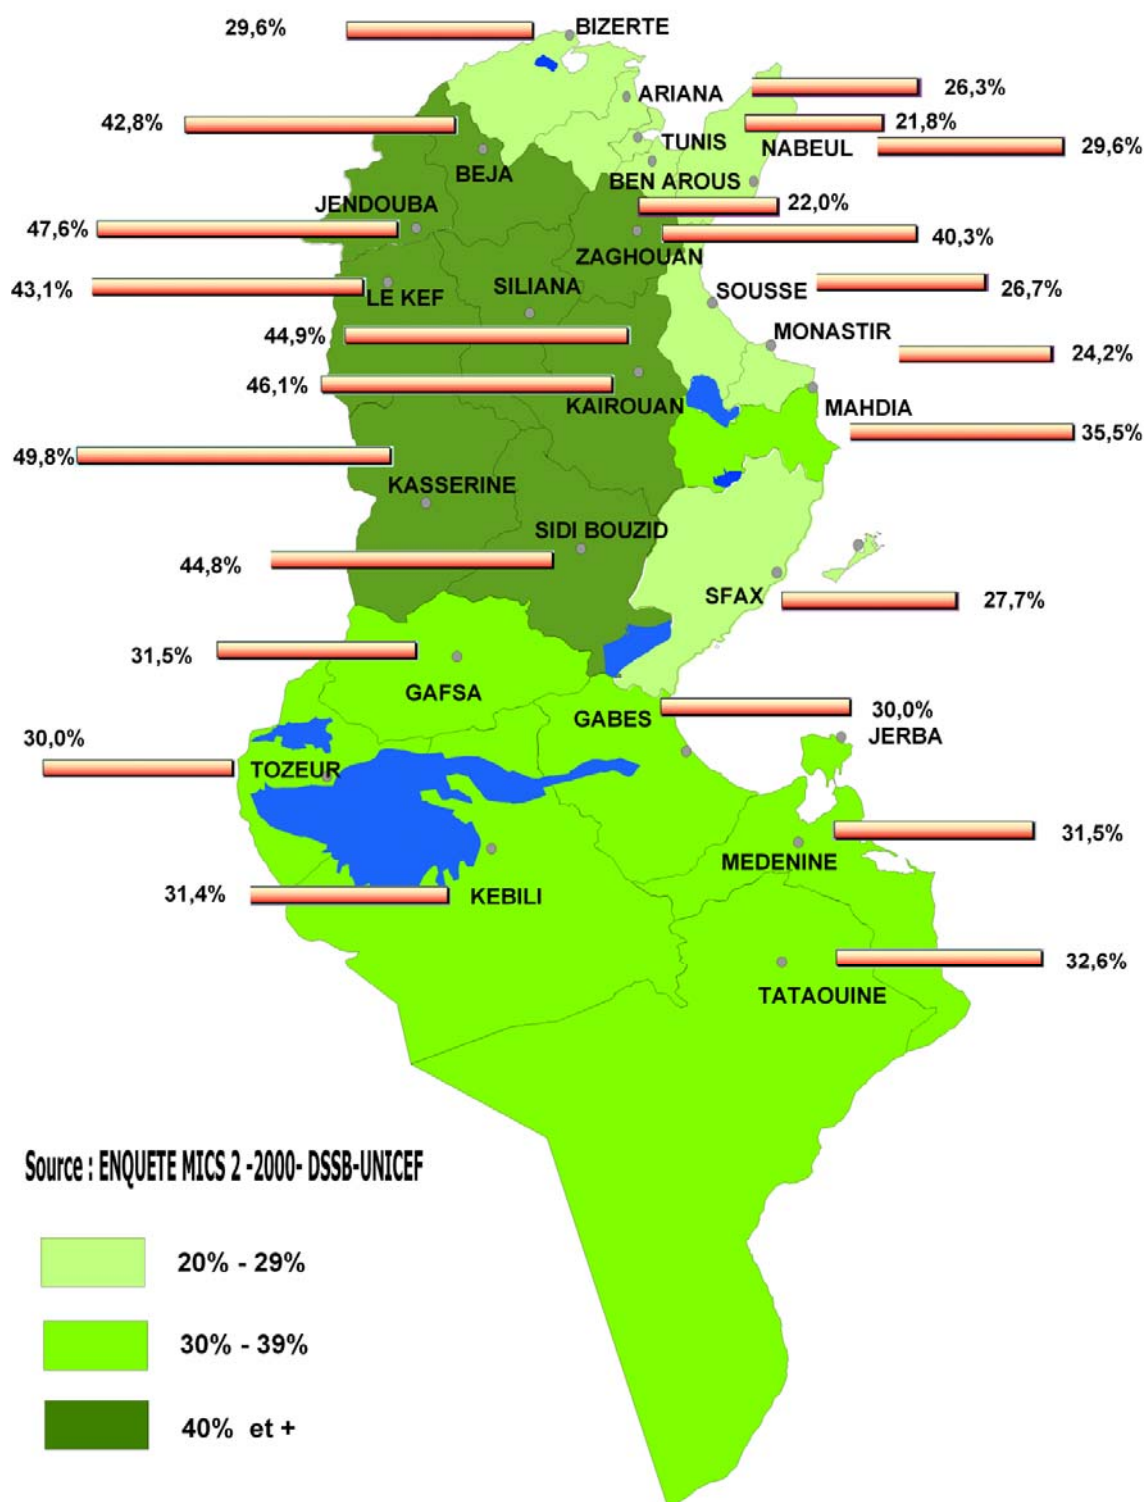 29,6%
BIZERTE
ARIANA
26,3%
42,8%
TUNIS
21,8%
NABEUL
29,6%
BEJA
BEN AROUS
JENDOUBA
22,0%
47,6%
40,3%
ZAGHOUAN
43,1%
LE KEF
SILIANA
SOUSSE
26,7%
44,9%
MONASTIR
24,2%
46,1%
KAIROUAN
MAHDIA
35,5%
49,8%
KASSERINE
SIDI BOUZID
44,8%
SFAX
27,7%
31,5%
GAFSA
GABES
30,0%
30,0%
JERBA
TOZEUR
31,5%
MEDENINE
31,4%
KEBILI
32,6%
TATAOUINE
Source : ENQUETE MICS 2 -2000- DSSB-UNICEF
20% - 29%
30% - 39%
40% et +